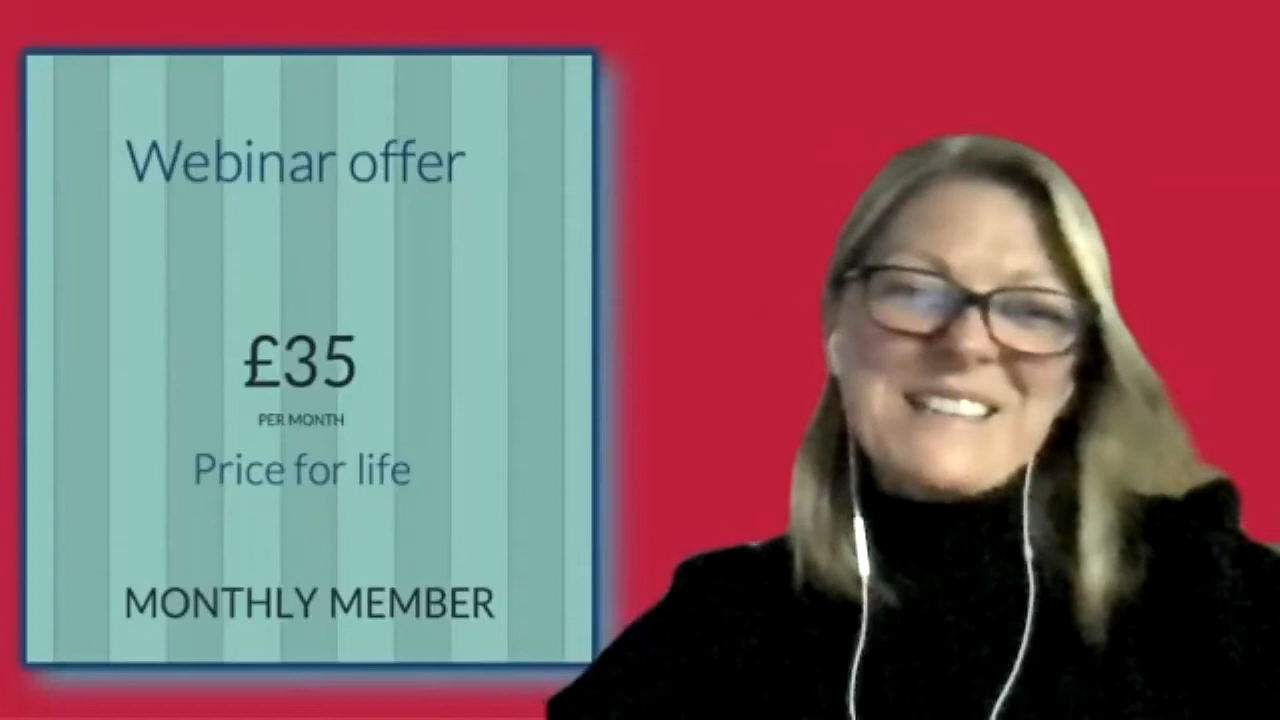 Webinar offer
£35
PER MONTH
Price for life
MONTHLY MEMBER